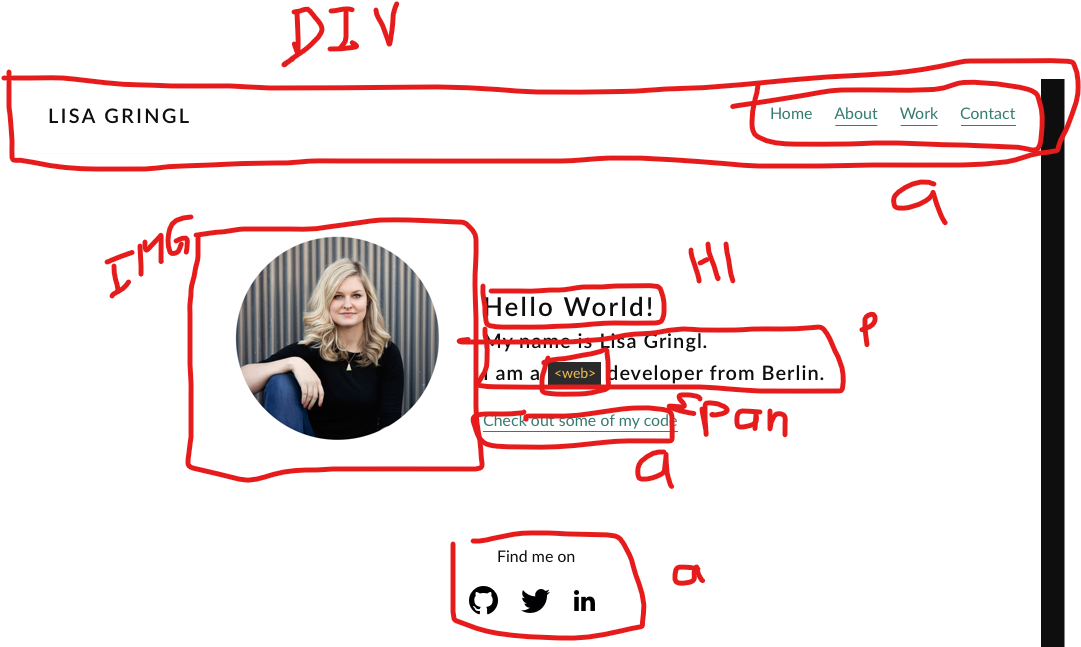 DIV
LISA GRINGL
Home About Work Contact
a
IMG
H1
Hello World!
My name is Lisa Gringl.
P
I am a <web> developer from Berlin.
Span
Check out some of my code
a
Find me on
a
in